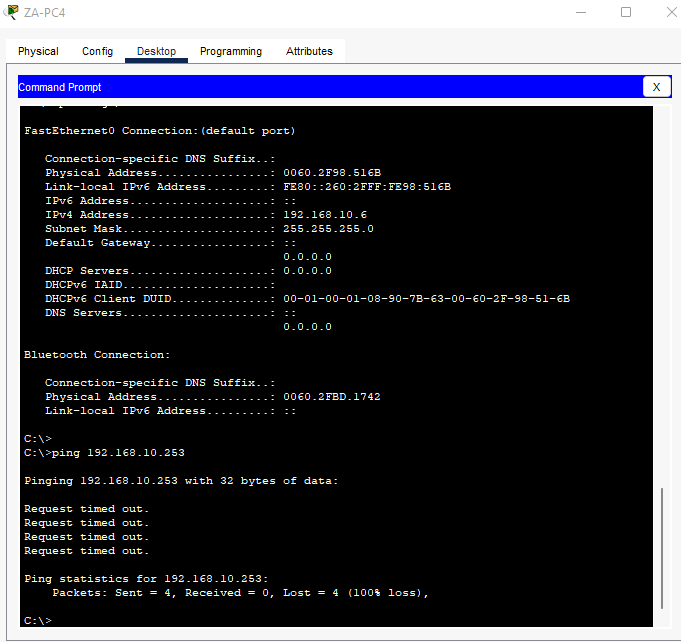 ZA-PC4
Physical Config Desktop Programming Attributes
Command Prompt X
FastEthernet0 Connection:(default port)
Connection-specific DNS Suffix..:
Physical Address................: 0060.2F98.516B
Link-local IPv6 Address.........: FE80::260:2FFF:FE98:516B
IPv6 Address....................: ::
IPv4 Address....................: 192.168.10.6
Subnet Mask.....................: 255.255.255.0
Default Gateway.................: ::
0.0.0.0
DHCP Servers....................: 0.0.0.0
DHCPv6 IAID.....................:
DHCPv6 Client DUID..............: 00-01-00-01-08-90-7B-63-00-60-2F-98-51-6B
DNS Servers.....................: ::
0.0.0.0
Bluetooth Connection:
Connection-specific DNS Suffix..:
Physical Address................: 0060.2FBD.1742
Link-local IPv6 Address.........: ::
C:\>
C:\>ping 192.168.10.253
Pinging 192.168.10.253 with 32 bytes of data:
Request timed out.
Request timed out.
Request timed out.
Request timed out.
Ping statistics for 192.168.10.253:
Packets: Sent = 4, Received = 0, Lost = 4 (100% loss),
C:\>